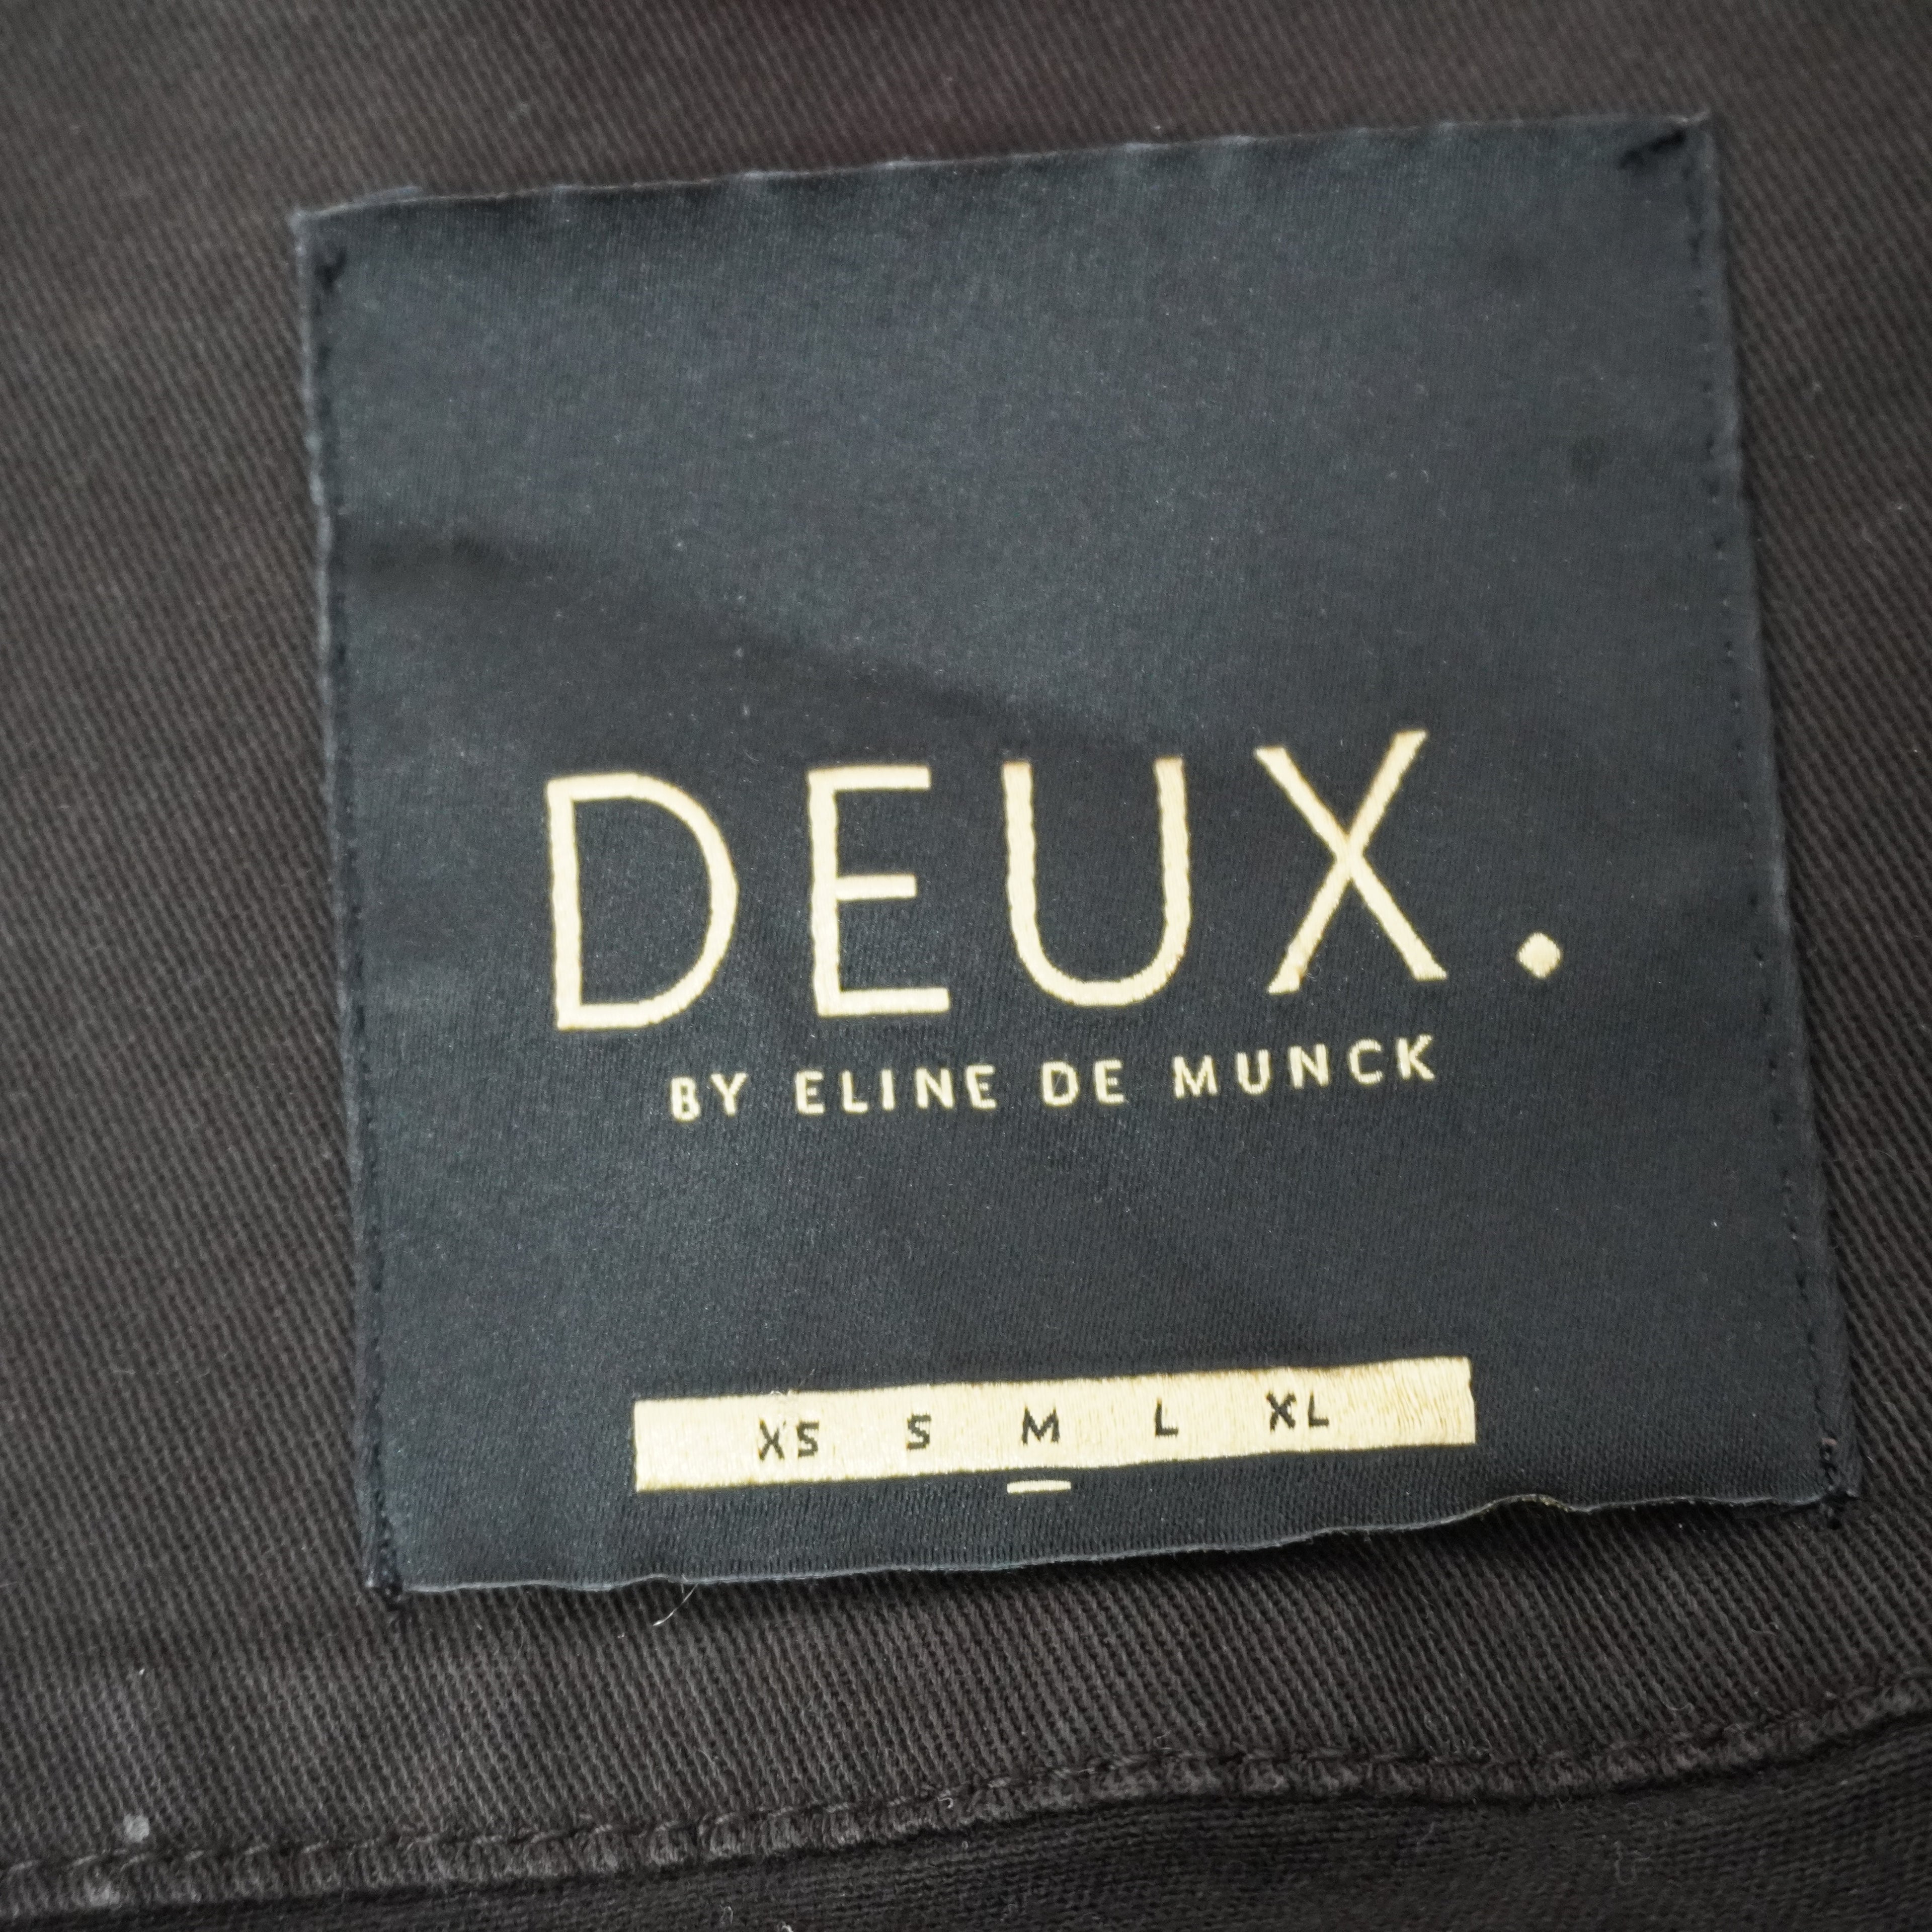 DEUX.
BY ELINE DE MUNCK
XS S M L XL